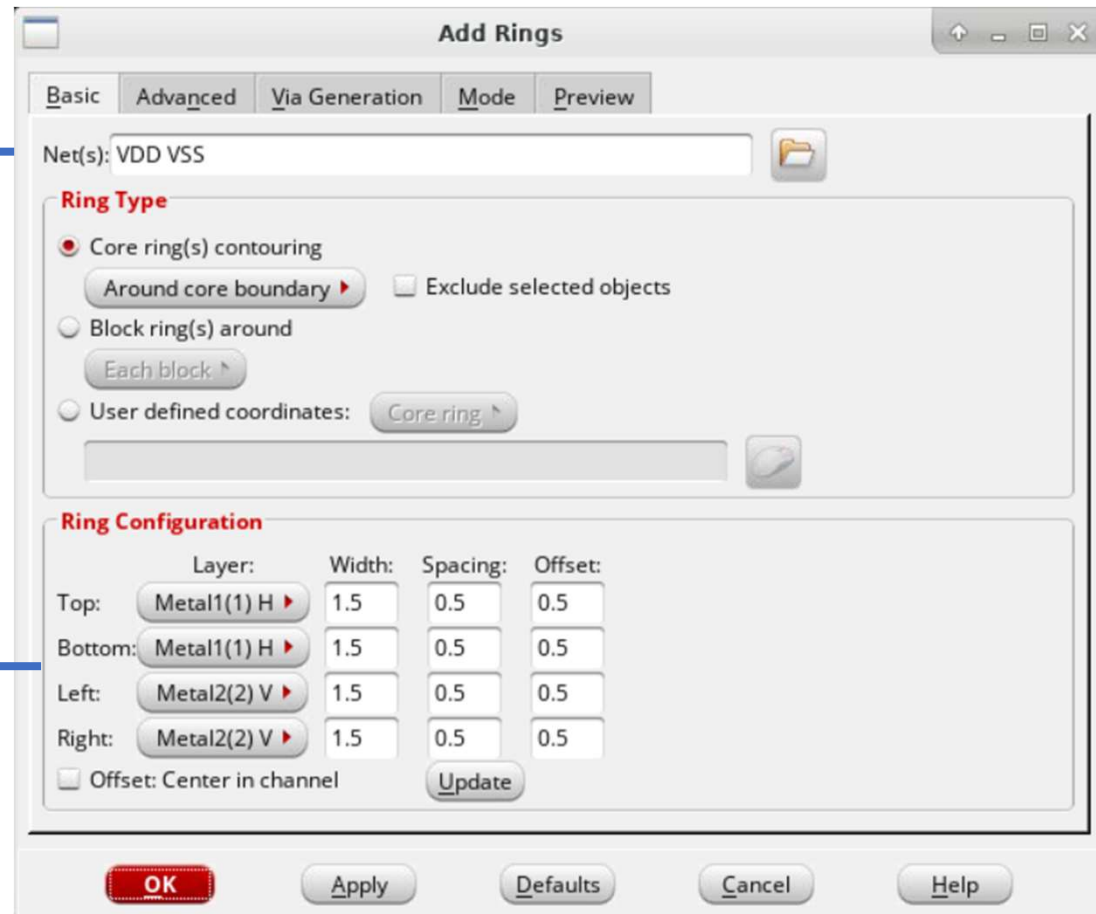 Add Rings
Basic Advanced Via Generation Mode Preview
Net(s): VDD VSS
Ring Type
Core ring(s) contouring
Around core boundary Exclude selected objects
Block ring(s) around
Each block
User defined coordinates: Core ring
Ring Configuration
Layer: Width: Spacing: Offset:
Top: Metal1(1) H 1.5 0.5 0.5
Bottom: Metal1(1) H 1.5 0.5 0.5
Left: Metal2(2) V 1.5 0.5 0.5
Right: Metal2(2) V 1.5 0.5 0.5
Offset: Center in channel Update
OK Apply Defaults Cancel Help